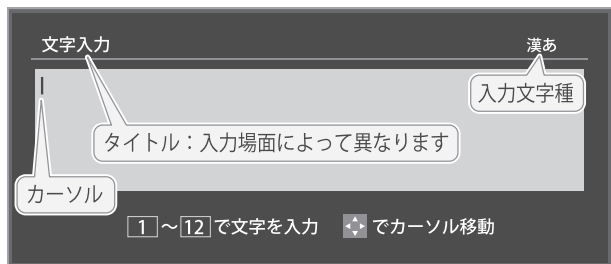 文字入力 漢あ
入力文字種
タイトル：入力場面によって異なります
カーソル
1～12で文字を入力 でカーソル移動